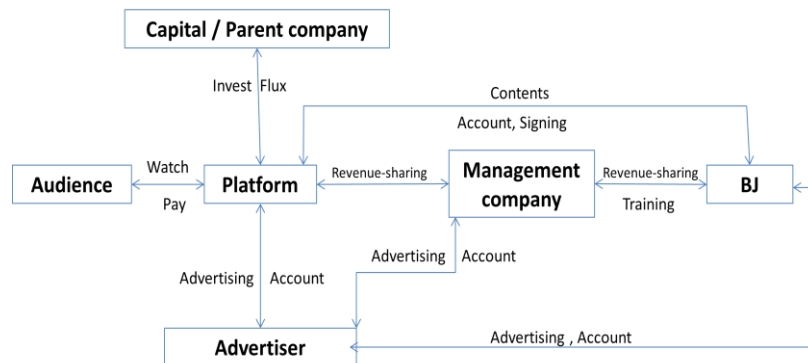 Capital / Parent company
Invest Flux
Contents
Account, Signing
Audience
Watch
Pay
Platform
Revenue-sharing
Management
company
Revenue-sharing
Training
BJ
Advertising Account
Advertising Account
Advertiser
Advertising , Account